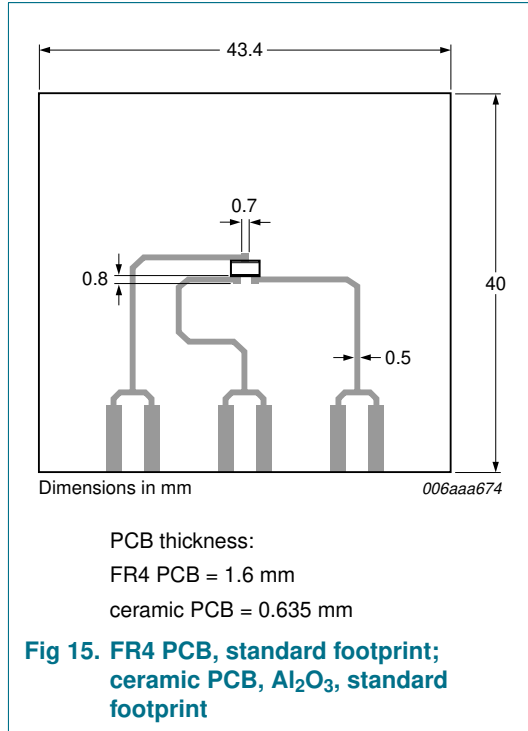 43.4
0.7
0.8
40
0.5
Dimensions in mm
006aaa674
PCB thickness:
FR4 PCB = 1.6 mm
ceramic PCB = 0.635 mm
Fig 15. FR4 PCB, standard footprint;
ceramic PCB, Al₂O₃, standard
footprint